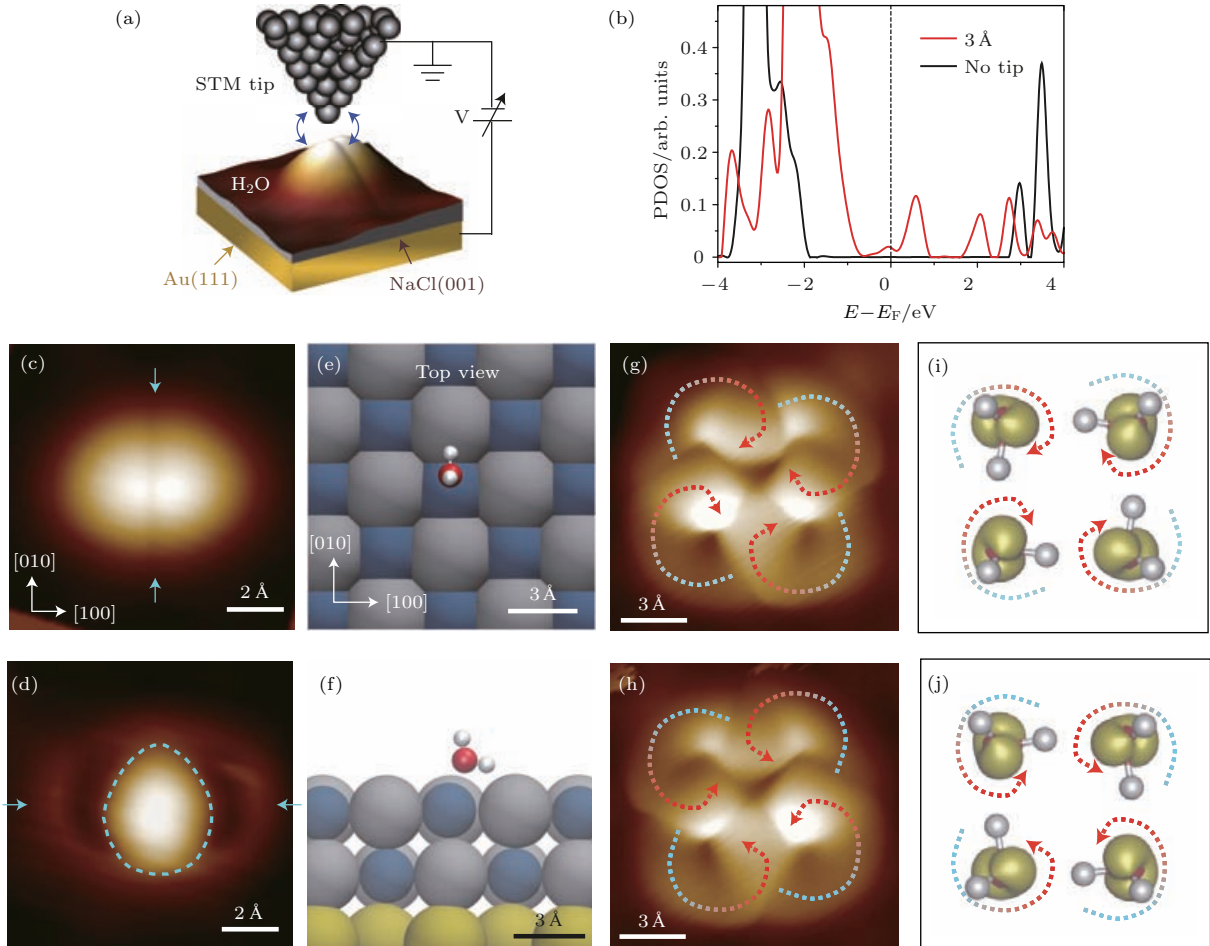 (a)
STM tip
V
H₂O
Au(111)
NaCl(001)
(b)
PDOS/arb. units
0.4
0.3
0.2
0.1
0
3 Å
No tip
−4
−2
0
2
4
E−E_F/eV
(c)
[010]
[100]
2 Å
(e)
Top view
[010]
[100]
3 Å
(g)
3 Å
(i)
(d)
2 Å
(f)
3 Å
(h)
3 Å
(j)